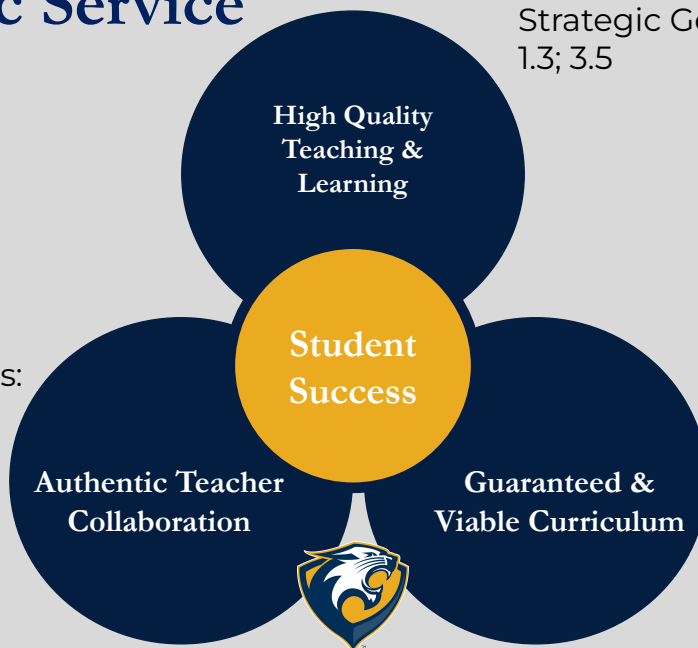 c Service
Strategic Go
1.3; 3.5
High Quality
Teaching &
Learning
Student
Success
s:
Authentic Teacher
Collaboration
Guaranteed &
Viable Curriculum